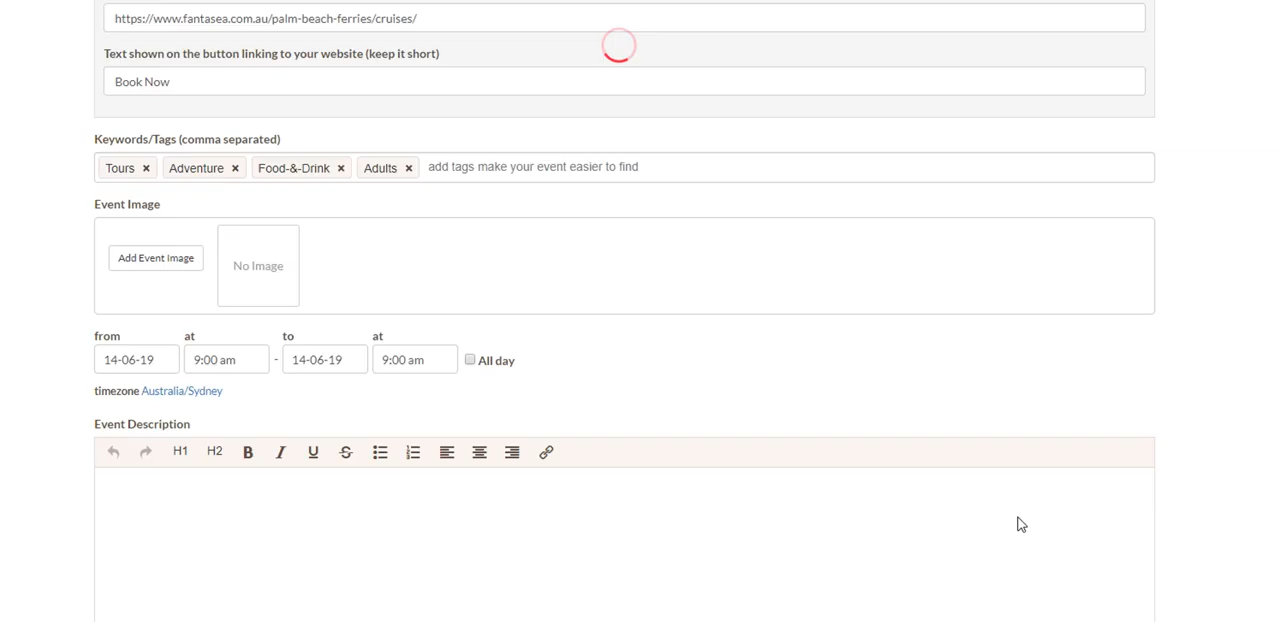 https://www.fantasea.com.au/palm-beach-ferries/cruises/
Text shown on the button linking to your website (keep it short)
Book Now
Keywords/Tags (comma separated)
Tours × Adventure × Food-&-Drink × Adults × add tags make your event easier to find
Event Image
Add Event Image No Image
from at to at
14-06-19 9:00 am - 14-06-19 9:00 am All day
timezone Australia/Sydney
Event Description
H1 H2 B I U S